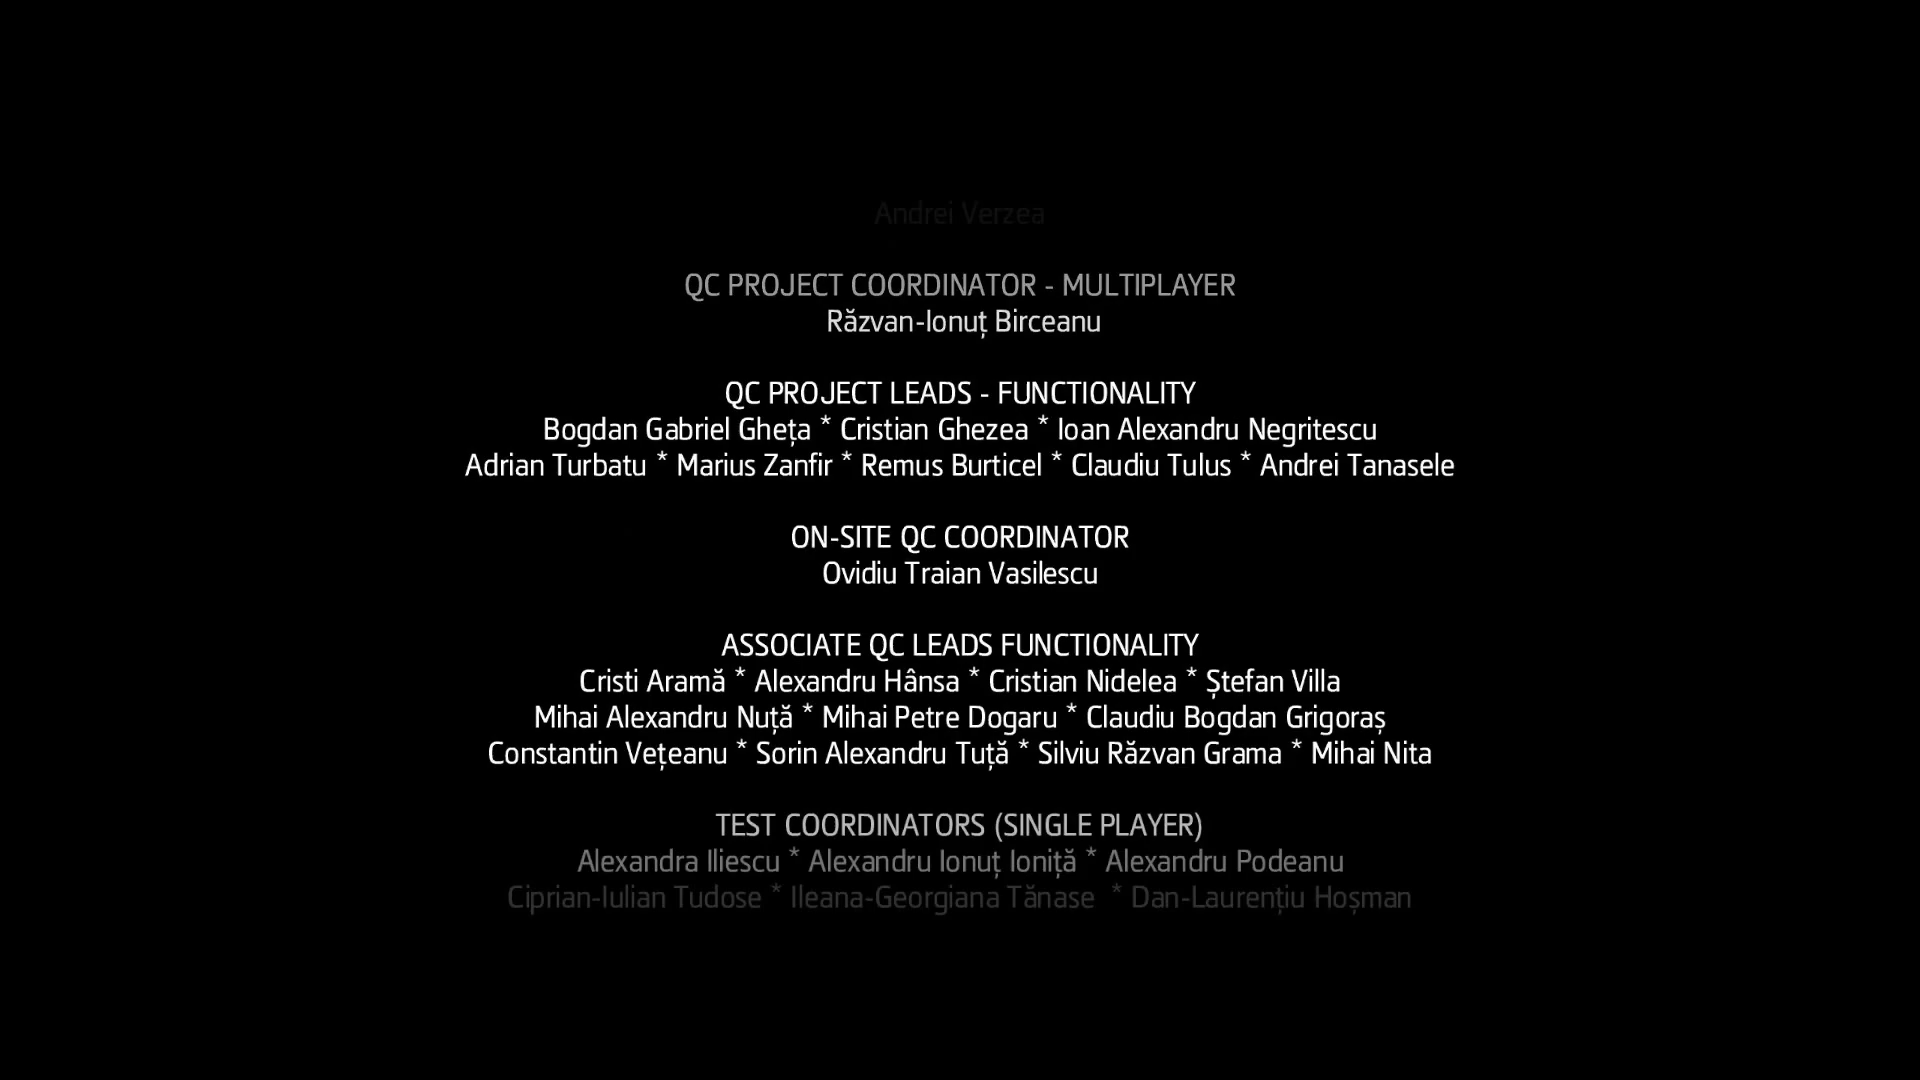 Andrei Verzea
QC PROJECT COORDINATOR - MULTIPLAYER
Răzvan-Ionuț Birceanu
QC PROJECT LEADS - FUNCTIONALITY
Bogdan Gabriel Gheța * Cristian Ghezea * Ioan Alexandru Negritescu
Adrian Turbatu * Marius Zanfir * Remus Burticel * Claudiu Tulus * Andrei Tanasele
ON-SITE QC COORDINATOR
Ovidiu Traian Vasilescu
ASSOCIATE QC LEADS FUNCTIONALITY
Cristi Aramă * Alexandru Hânsa * Cristian Nidelea * Ștefan Villa
Mihai Alexandru Nuță * Mihai Petre Dogaru * Claudiu Bogdan Grigoraș
Constantin Vețeanu * Sorin Alexandru Tuță * Silviu Răzvan Grama * Mihai Nita
TEST COORDINATORS (SINGLE PLAYER)
Alexandra Iliescu * Alexandru Ionuț Ioniță * Alexandru Podeanu
Ciprian-Iulian Tudose * Ileana-Georgiana Tănase * Dan-Laurențiu Hoșman